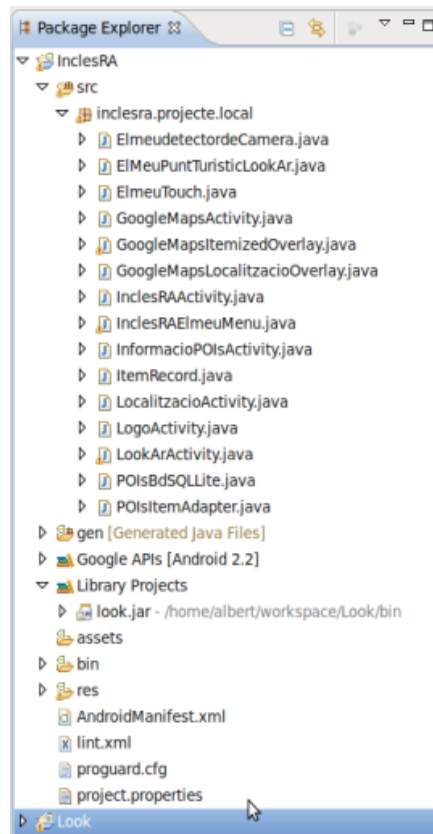 Package Explorer
InclesRA
src
inclesra.projecte.local
ElmeudetectordeCamera.java
ElMeuPuntTuristicLookAr.java
ElmeuTouch.java
GoogleMapsActivity.java
GoogleMapsItemizedOverlay.java
GoogleMapsLocalitzacioOverlay.java
InclesRAActivity.java
InclesRAElmeuMenu.java
InformacioPOIsActivity.java
ItemRecord.java
LocalitzacioActivity.java
LogoActivity.java
LookArActivity.java
POIsBdSQLLite.java
POIsItemAdapter.java
gen [Generated Java Files]
Google APIs [Android 2.2]
Library Projects
look.jar - /home/albert/workspace/Look/bin
assets
bin
res
AndroidManifest.xml
lint.xml
proguard.cfg
project.properties
Look